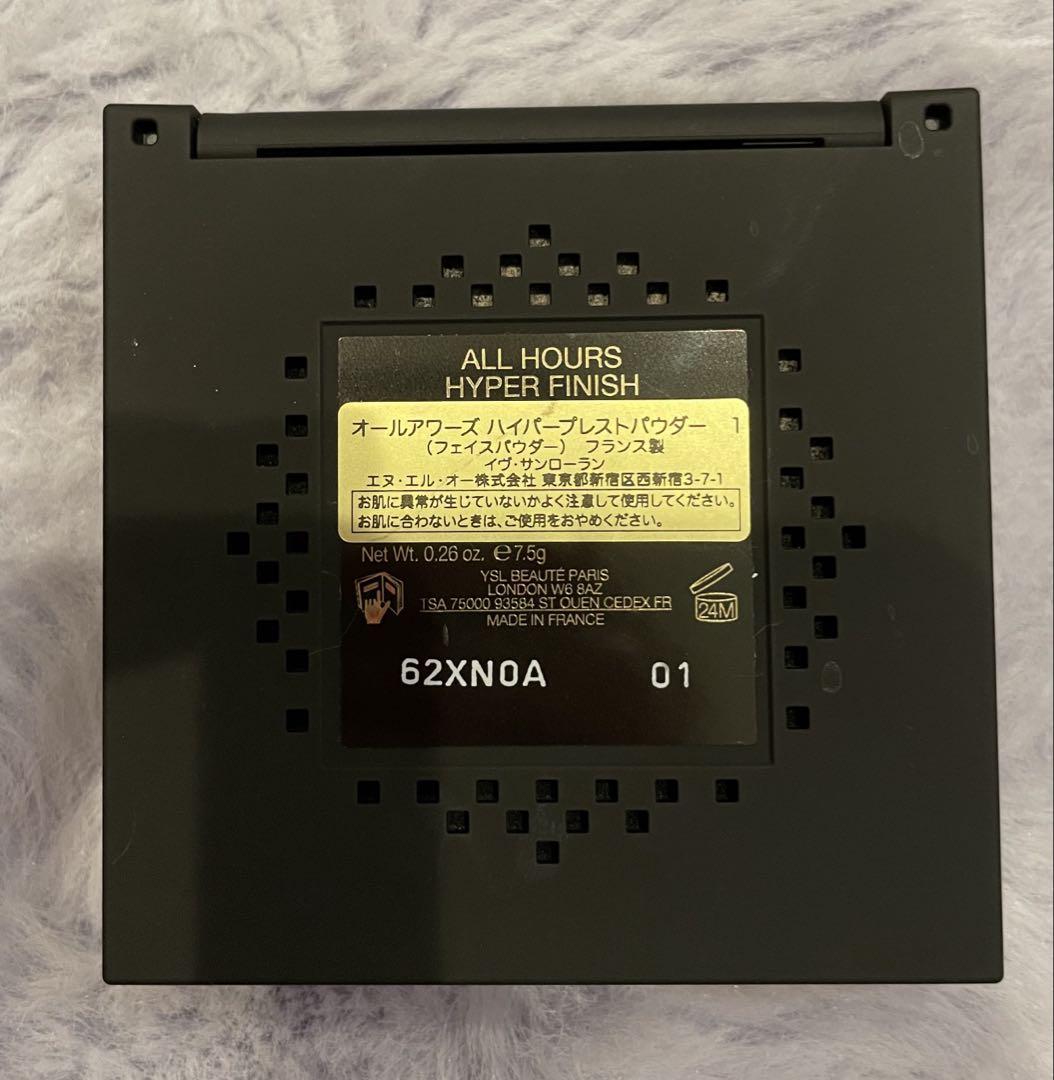 ALL HOURS
HYPER FINISH
オールアワーズ ハイパープレストパウダー 1
(フェイスパウダー) フランス製
イヴ・サンローラン
エヌ・エル・オー株式会社 東京都新宿区西新宿3-7-1
お肌に異常が生じていないかよく注意して使用してください。
お肌に合わないときは、ご使用をおやめください。
Net Wt. 0.26 oz. ℮7.5g
YSL BEAUTÉ PARIS
LONDON W6 8AZ
TSA 75000 93584 ST OUEN CEDEX FR
MADE IN FRANCE
24M
62XN0A 01